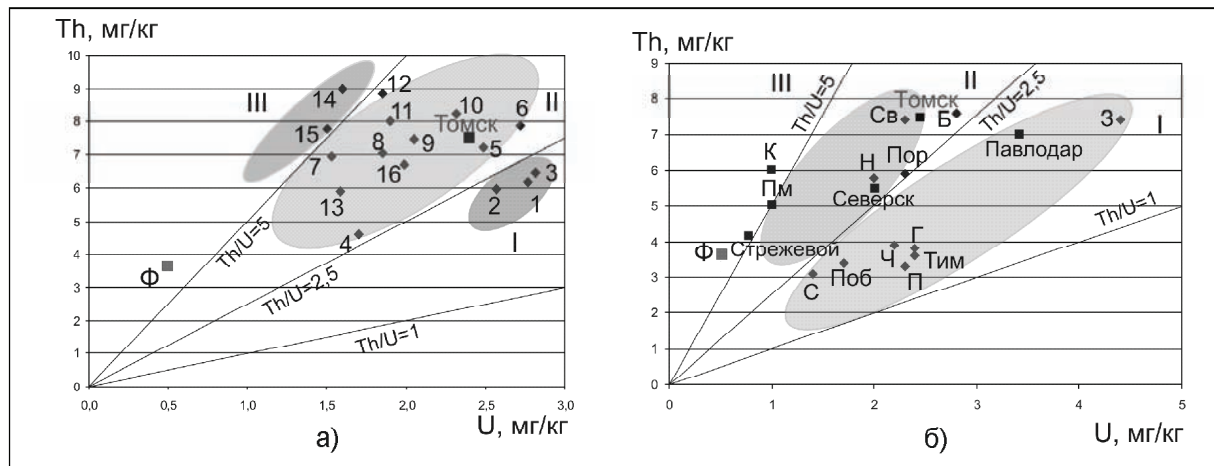 Th, мг/кг
10
9
8
7
6
5
4
3
2
1
0
0,0
0,5
1,0
1,5
2,0
2,5
3,0
U, мг/кг
а)
III
II
I
14
12
15
11
10
6
Томск
7
8
9
5
16
3
13
2
1
4
Ф
Th/U=5
Th/U=2,5
Th/U=1
Th, мг/кг
9
8
7
6
5
4
3
2
1
0
0
1
2
3
4
5
U, мг/кг
б)
III
II
I
Th/U=5
Th/U=2,5
Th/U=1
Томск
Св
Б
З
Павлодар
К
Н
Пор
Пм
Северск
Стрежевой
Ф
Г
Ч
Тим
Поб
П
С